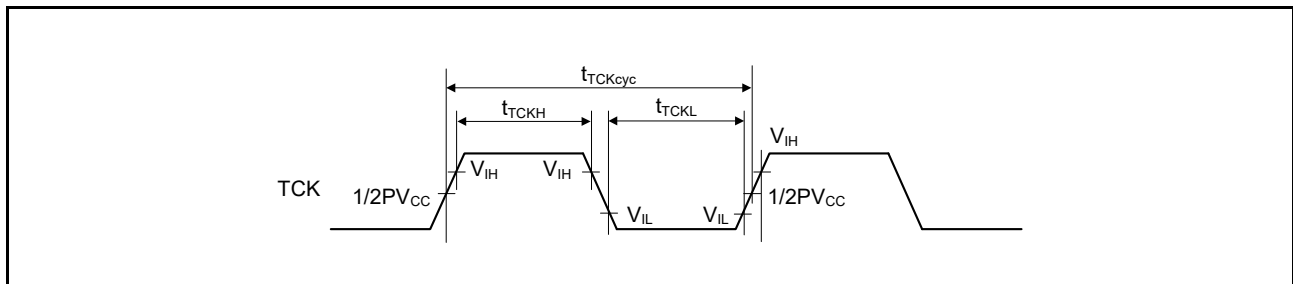 tTCKcyc
tTCKH
tTCKL
VIH
VIH
VIH
TCK
1/2PVCC
1/2PVCC
VIL
VIL